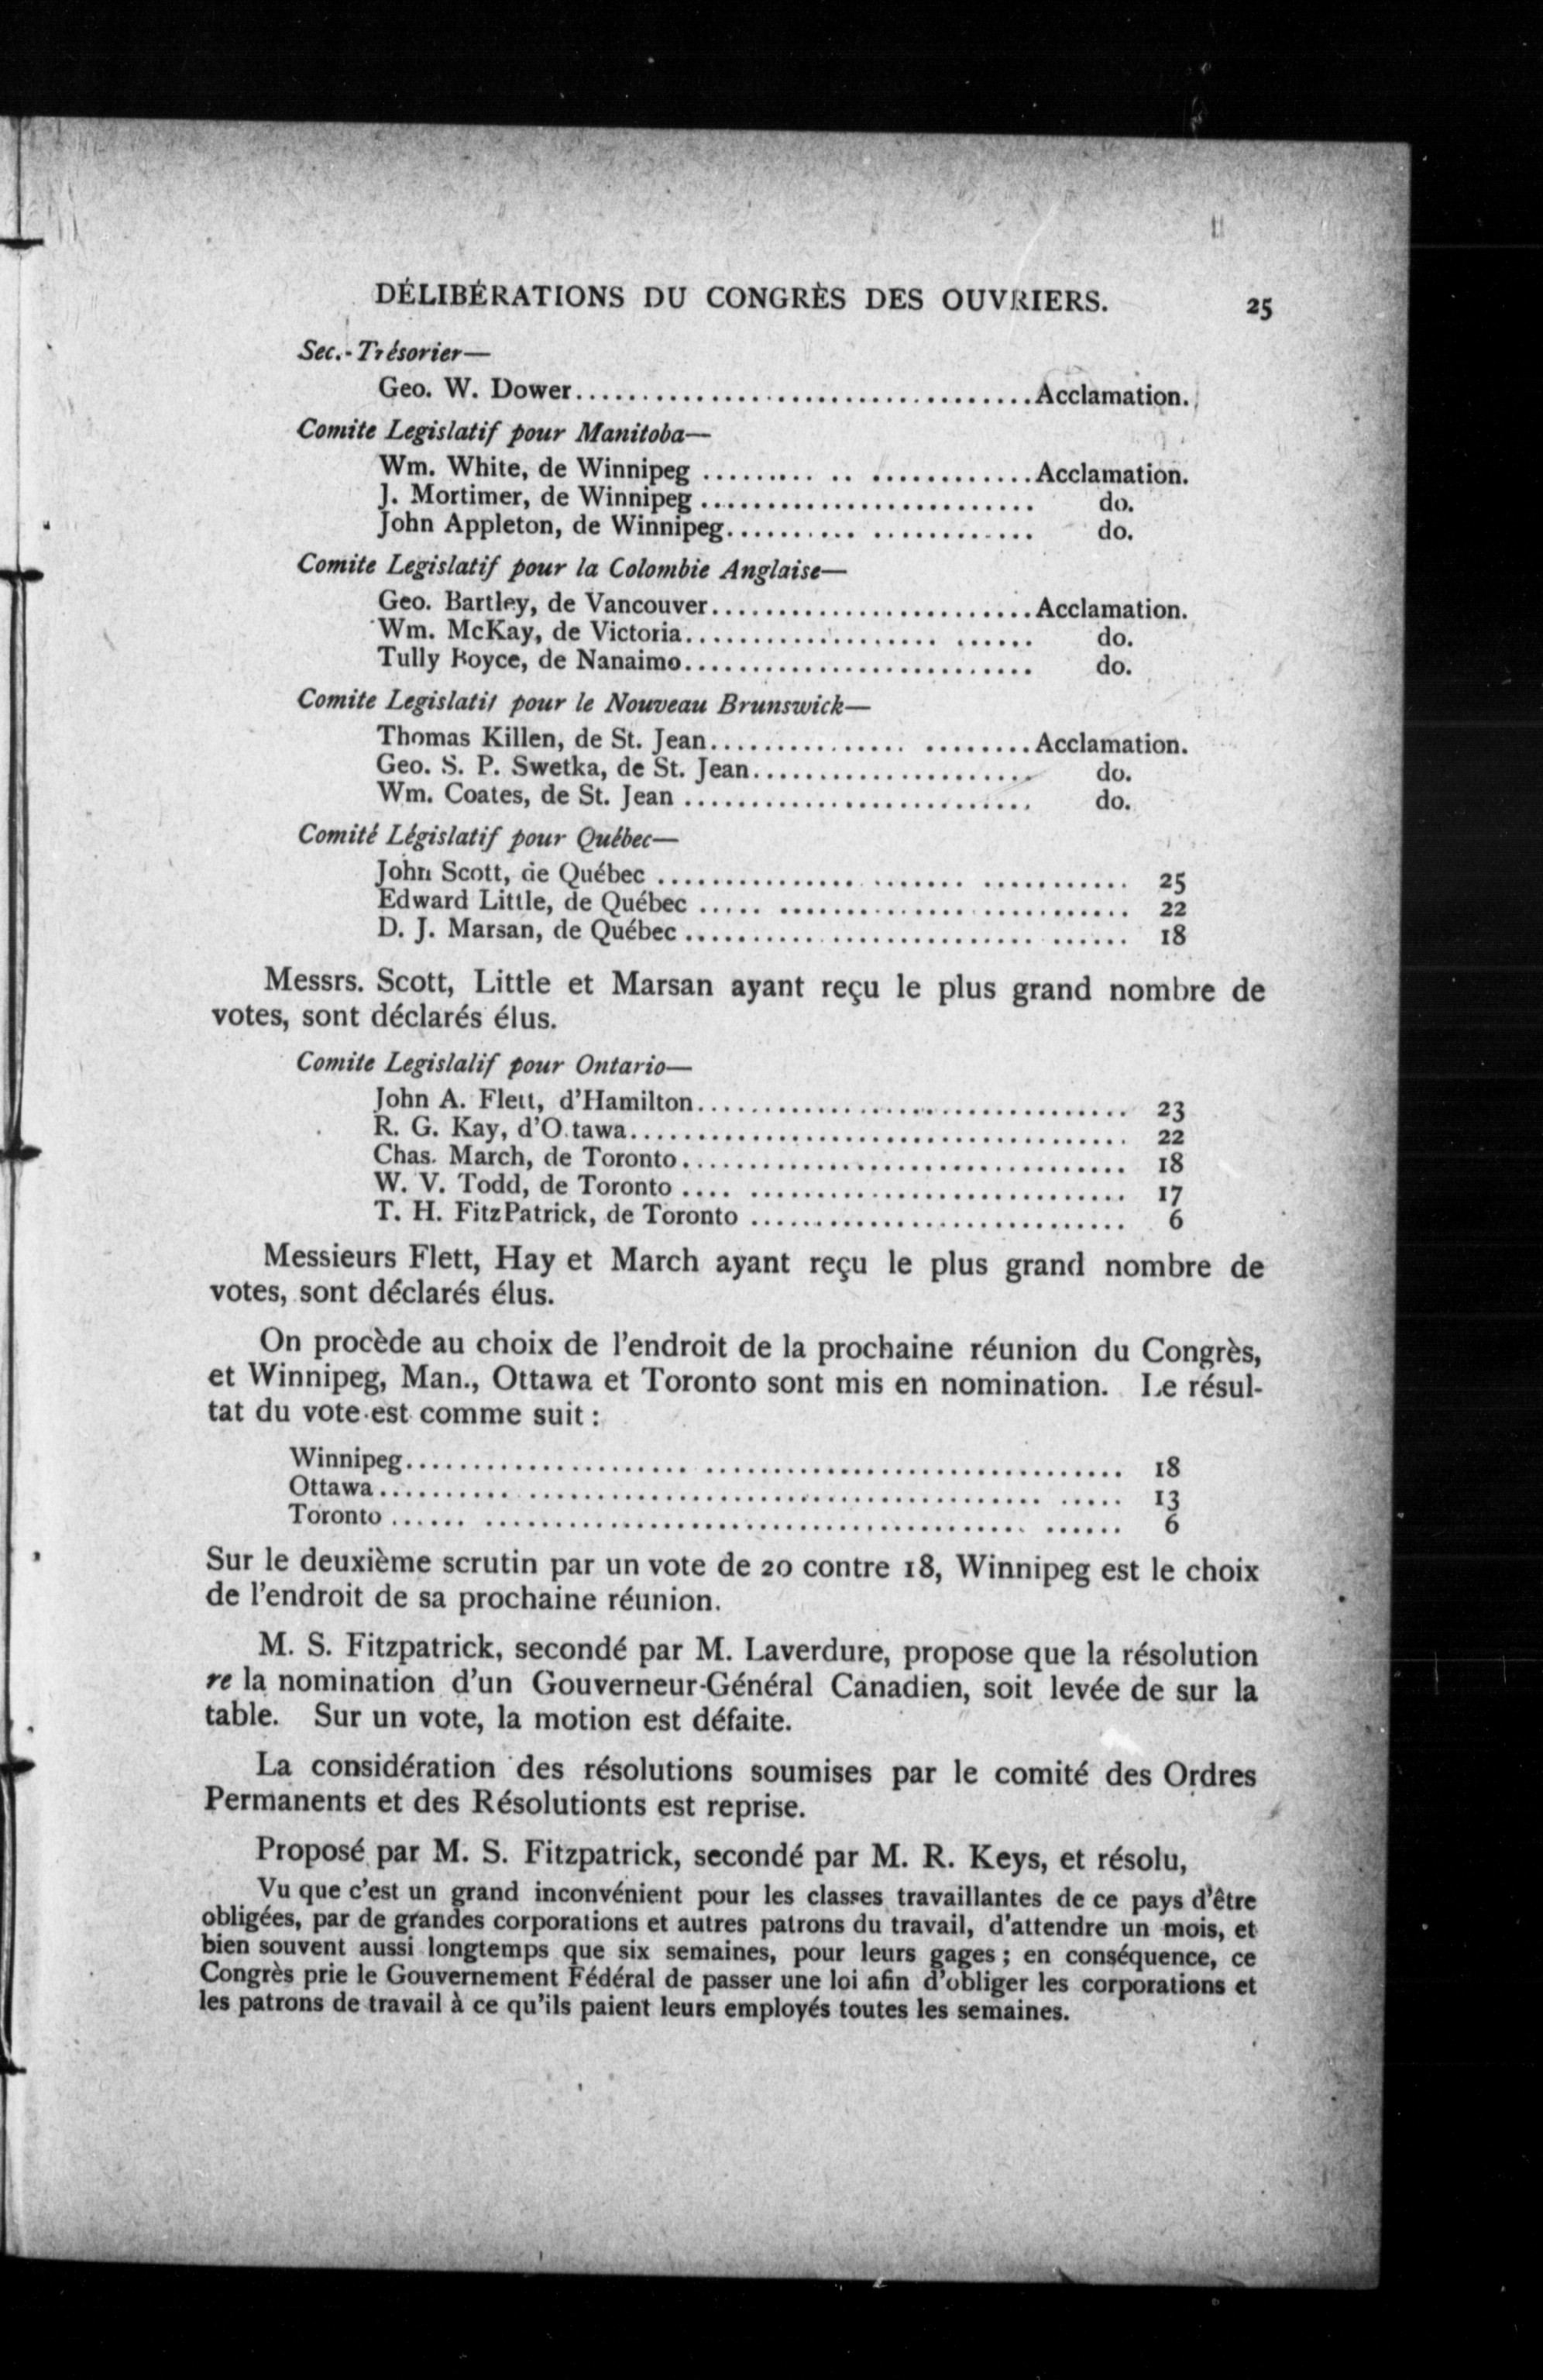 DÉLIBÉRATIONS DU CONGRÈS DES OUVRIERS. 25
Sec.-Trésorier—
Geo. W. Dower.................................Acclamation.
Comite Legislatif pour Manitoba—
Wm. White, de Winnipeg ........................Acclamation.
J. Mortimer, de Winnipeg ........................ do.
John Appleton, de Winnipeg........................ do.
Comite Legislatif pour la Colombie Anglaise—
Geo. Bartley, de Vancouver........................Acclamation.
Wm. McKay, de Victoria........................ do.
Tully Boyce, de Nanaimo........................ do.
Comite Legislatif pour le Nouveau Brunswick—
Thomas Killen, de St. Jean........................Acclamation.
Geo. S. P. Swetka, de St. Jean........................ do.
Wm. Coates, de St. Jean ........................ do.
Comité Législatif pour Québec—
John Scott, de Québec ........................ 25
Edward Little, de Québec ........................ 22
D. J. Marsan, de Québec ........................ 18
Messrs. Scott, Little et Marsan ayant reçu le plus grand nombre de
votes, sont déclarés élus.
Comite Legislalif pour Ontario—
John A. Flett, d'Hamilton........................ 23
R. G. Kay, d'O.tawa........................ 22
Chas. March, de Toronto........................ 18
W. V. Todd, de Toronto ........................ 17
T. H. FitzPatrick, de Toronto ........................ 6
Messieurs Flett, Hay et March ayant reçu le plus grand nombre de
votes, sont déclarés élus.
On procède au choix de l'endroit de la prochaine réunion du Congrès,
et Winnipeg, Man., Ottawa et Toronto sont mis en nomination. Le résul-
tat du vote est comme suit :
Winnipeg........................ 18
Ottawa........................ 13
Toronto ........................ 6
Sur le deuxième scrutin par un vote de 20 contre 18, Winnipeg est le choix
de l'endroit de sa prochaine réunion.
M. S. Fitzpatrick, secondé par M. Laverdure, propose que la résolution
re la nomination d'un Gouverneur-Général Canadien, soit levée de sur la
table. Sur un vote, la motion est défaite.
La considération des résolutions soumises par le comité des Ordres
Permanents et des Résolutionts est reprise.
Proposé par M. S. Fitzpatrick, secondé par M. R. Keys, et résolu,
Vu que c'est un grand inconvénient pour les classes travaillantes de ce pays d'être
obligées, par de grandes corporations et autres patrons du travail, d'attendre un mois, et
bien souvent aussi longtemps que six semaines, pour leurs gages ; en conséquence, ce
Congrès prie le Gouvernement Fédéral de passer une loi afin d'obliger les corporations et
les patrons de travail à ce qu'ils paient leurs employés toutes les semaines.